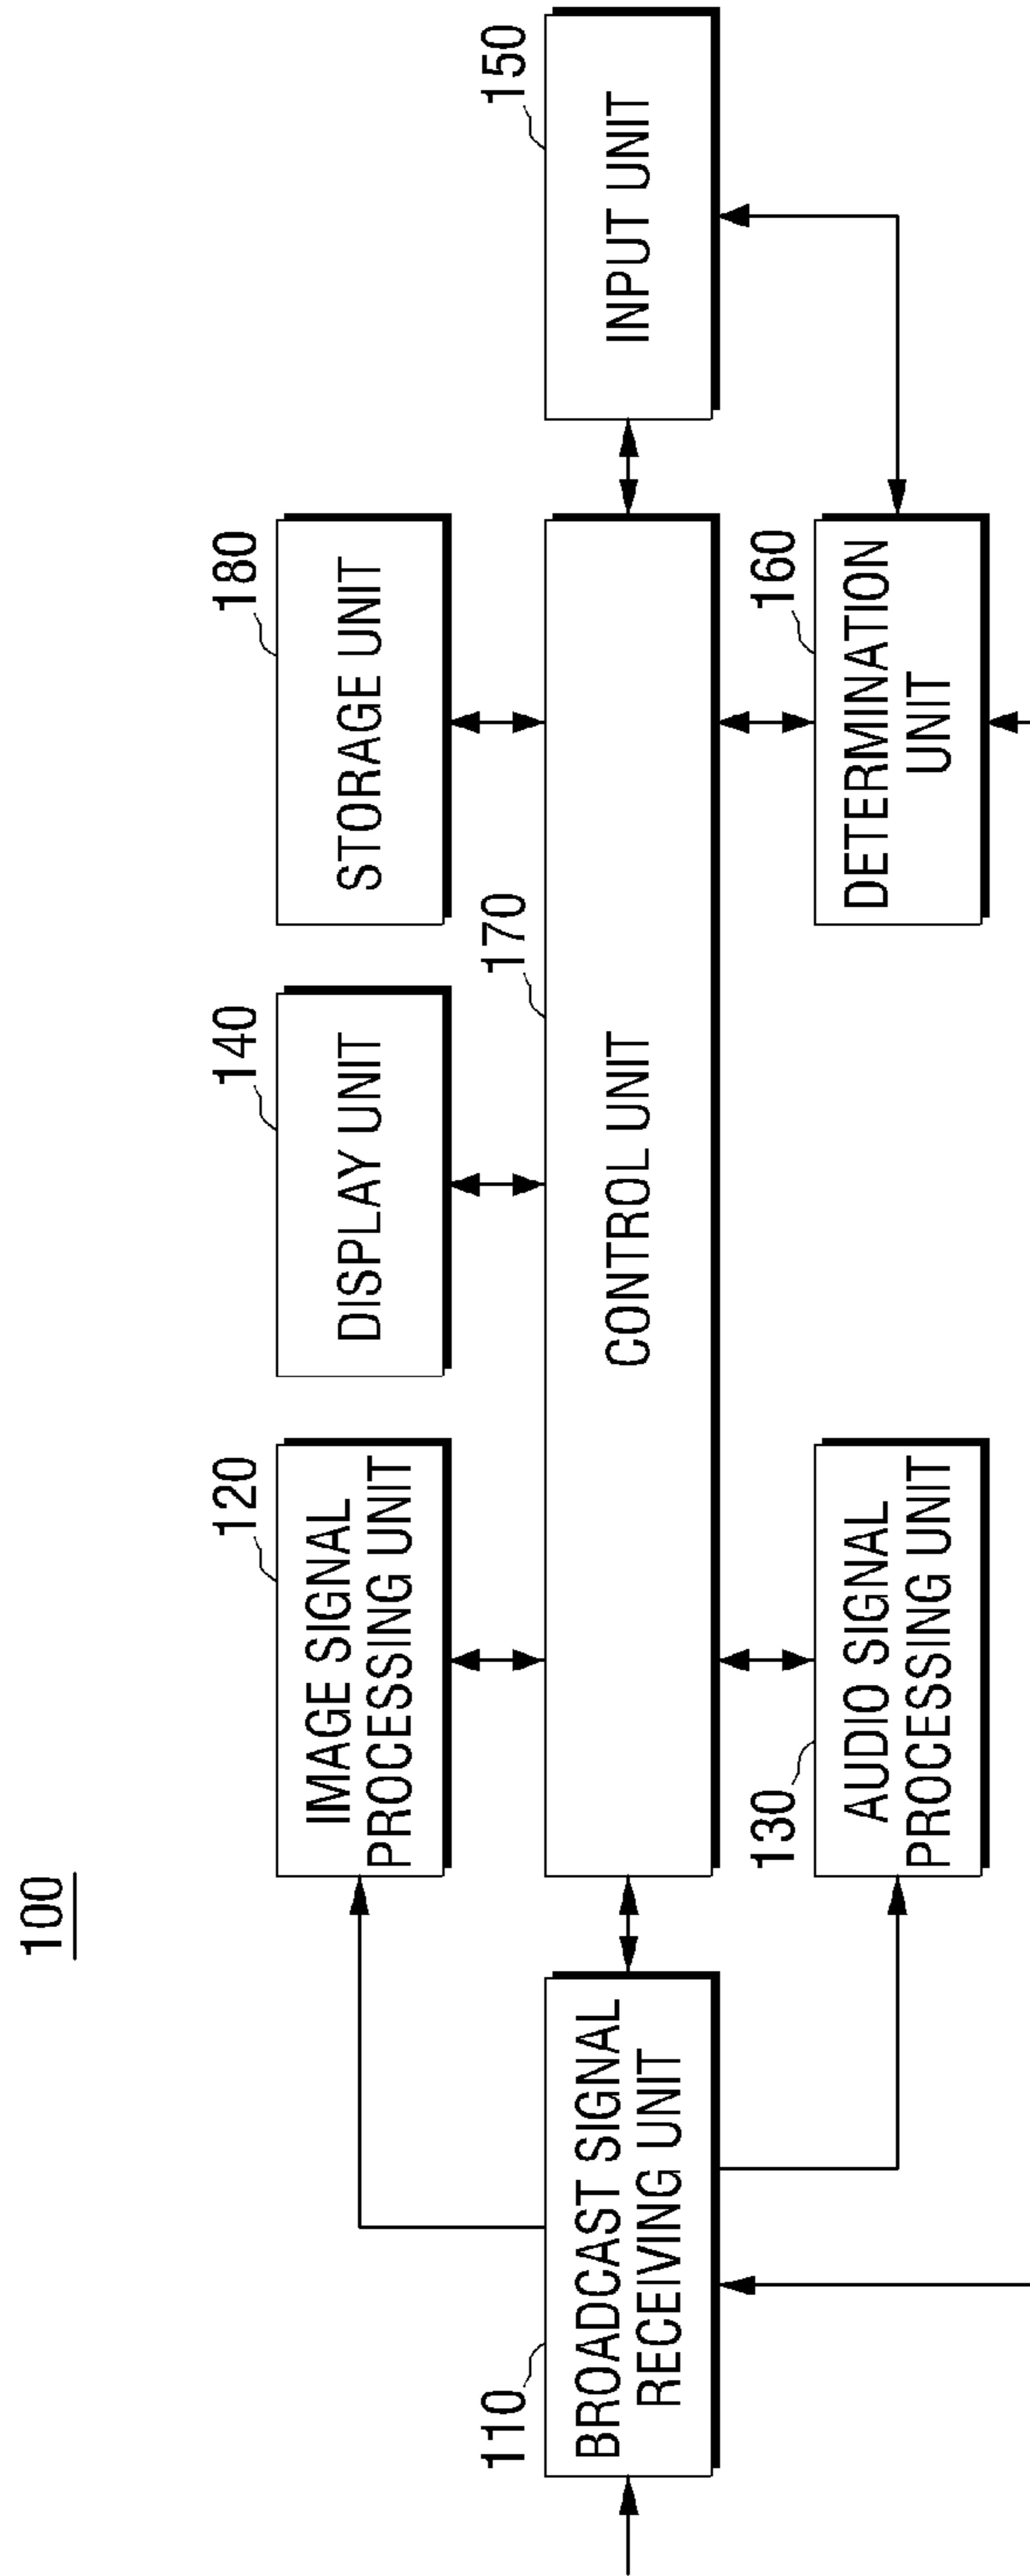 100
120
IMAGE SIGNAL
PROCESSING UNIT
140
DISPLAY UNIT
180
STORAGE UNIT
110
BROADCAST SIGNAL
RECEIVING UNIT
170
CONTROL UNIT
150
INPUT UNIT
130
AUDIO SIGNAL
PROCESSING UNIT
160
DETERMINATION
UNIT